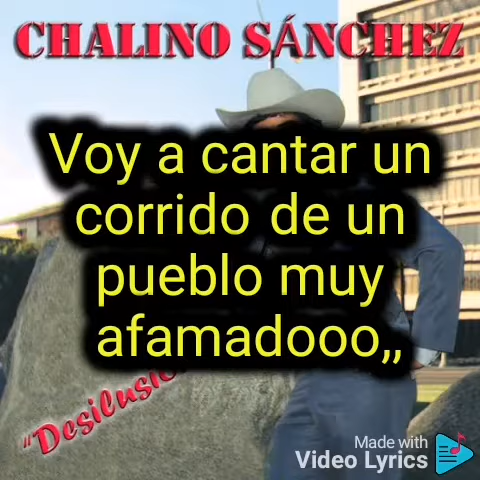 CHALINO SÁNCHEZ
Voy a cantar un
corrido de un
pueblo muy
afamadooo,,
Made with
Video Lyrics